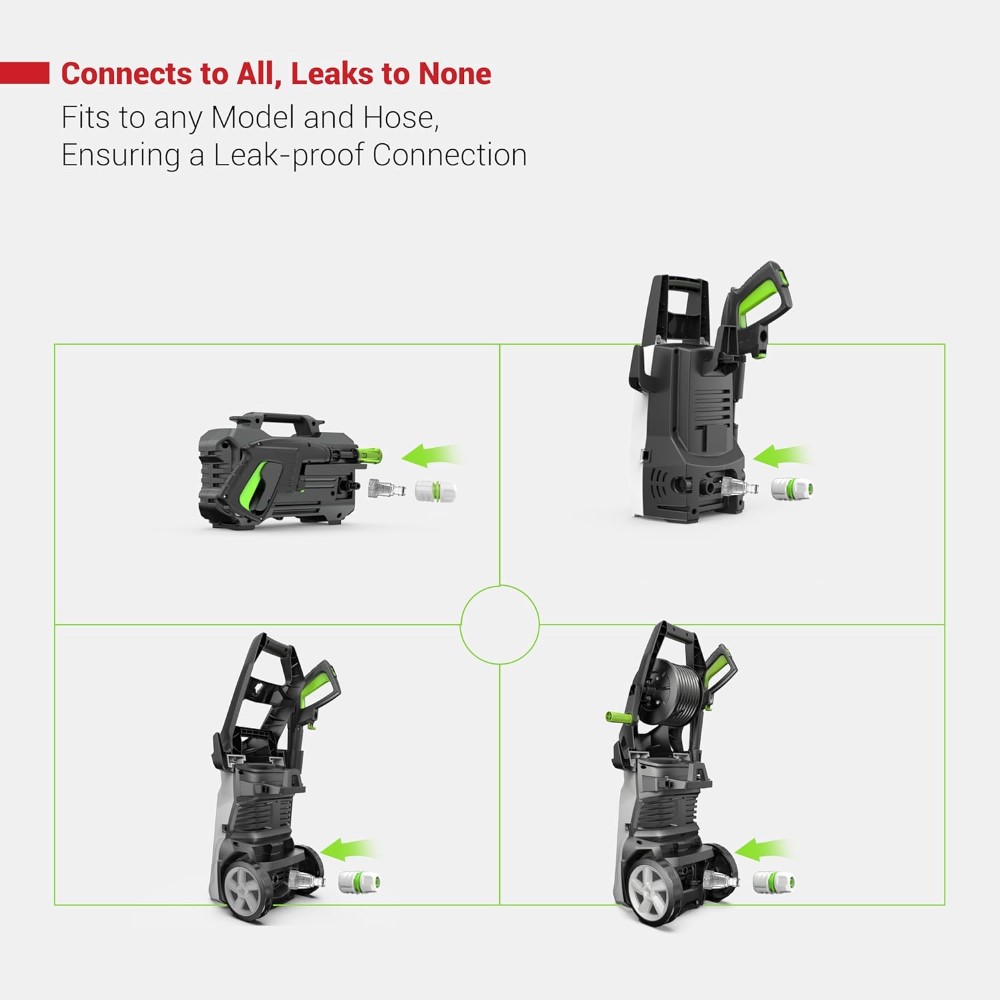 Connects to All, Leaks to None
Fits to any Model and Hose,
Ensuring a Leak-proof Connection